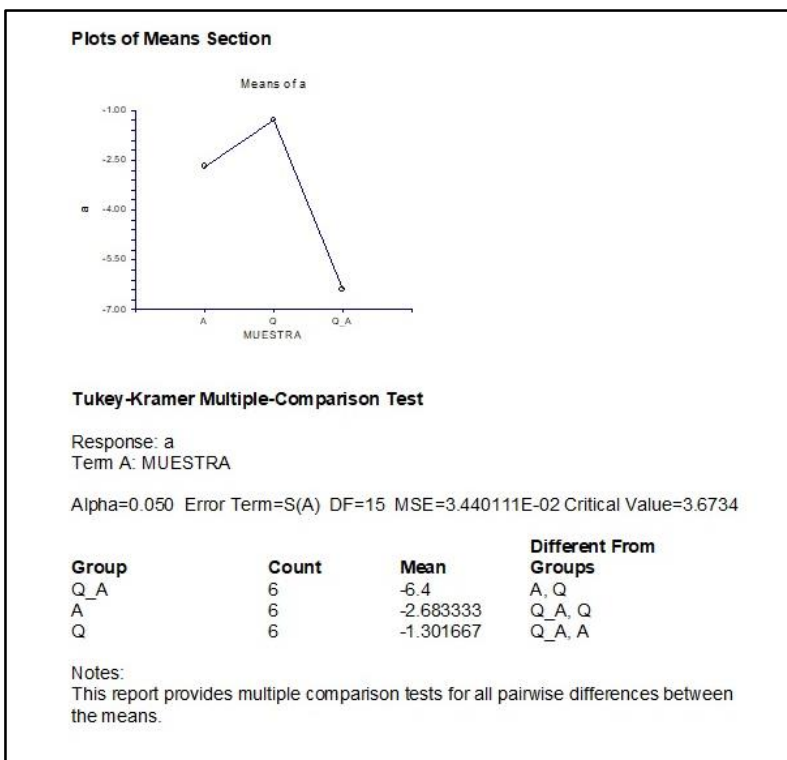 Plots of Means Section
Means of a
-1.00
-2.50
a
-4.00
-5.50
-7.00
A Q Q_A
MUESTRA
Tukey-Kramer Multiple-Comparison Test
Response: a
Term A: MUESTRA
Alpha=0.050 Error Term=S(A) DF=15 MSE=3.440111E-02 Critical Value=3.6734
Different From
Group Count Mean Groups
Q_A 6 -6.4 A, Q
A 6 -2.683333 Q_A, Q
Q 6 -1.301667 Q_A, A
Notes:
This report provides multiple comparison tests for all pairwise differences between
the means.